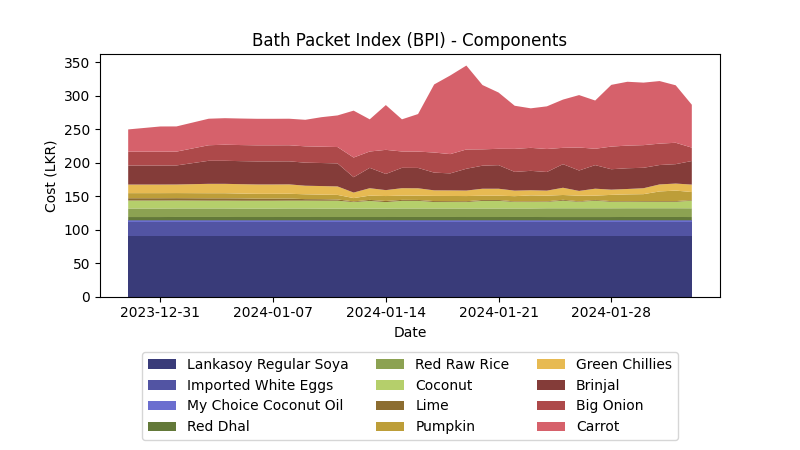 Bath Packet Index (BPI) - Components
Cost (LKR)
350
300
250
200
150
100
50
0
2023-12-31 2024-01-07 2024-01-14 2024-01-21 2024-01-28
Date
Lankasoy Regular Soya Red Raw Rice Green Chillies
Imported White Eggs Coconut Brinjal
My Choice Coconut Oil Lime Big Onion
Red Dhal Pumpkin Carrot